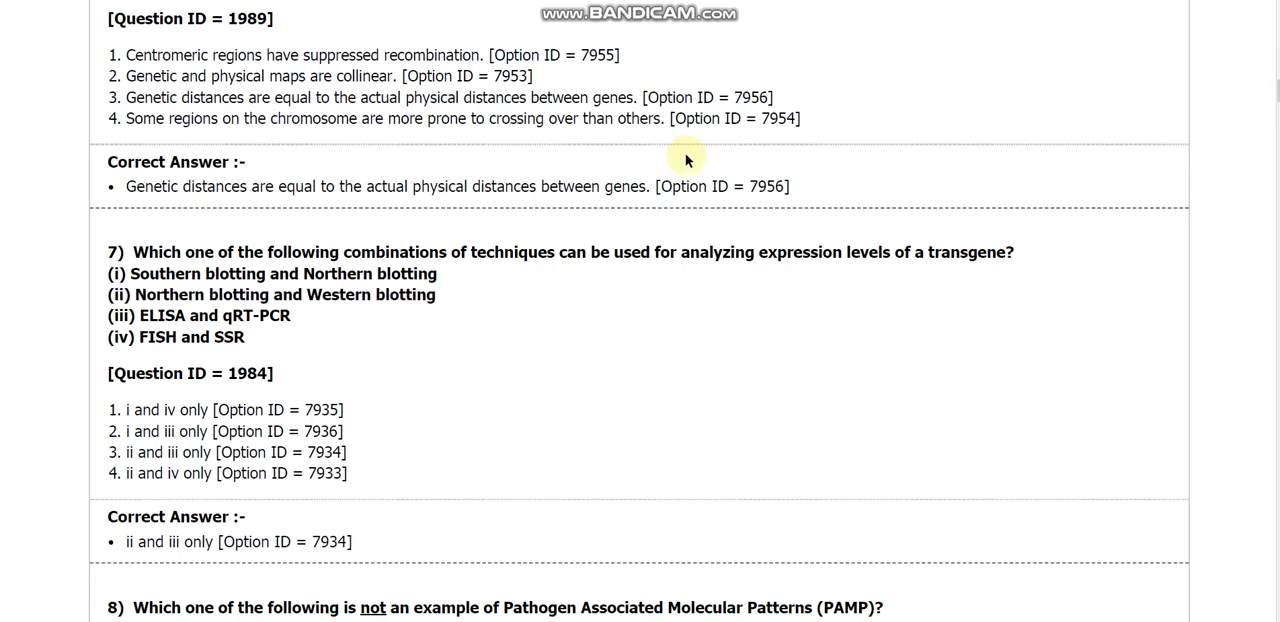 www.BANDICAM.com
[Question ID = 1989]
1. Centromeric regions have suppressed recombination. [Option ID = 7955]
2. Genetic and physical maps are collinear. [Option ID = 7953]
3. Genetic distances are equal to the actual physical distances between genes. [Option ID = 7956]
4. Some regions on the chromosome are more prone to crossing over than others. [Option ID = 7954]
Correct Answer :-
• Genetic distances are equal to the actual physical distances between genes. [Option ID = 7956]
7) Which one of the following combinations of techniques can be used for analyzing expression levels of a transgene?
(i) Southern blotting and Northern blotting
(ii) Northern blotting and Western blotting
(iii) ELISA and qRT-PCR
(iv) FISH and SSR
[Question ID = 1984]
1. i and iv only [Option ID = 7935]
2. i and iii only [Option ID = 7936]
3. ii and iii only [Option ID = 7934]
4. ii and iv only [Option ID = 7933]
Correct Answer :-
• ii and iii only [Option ID = 7934]
8) Which one of the following is not an example of Pathogen Associated Molecular Patterns (PAMP)?